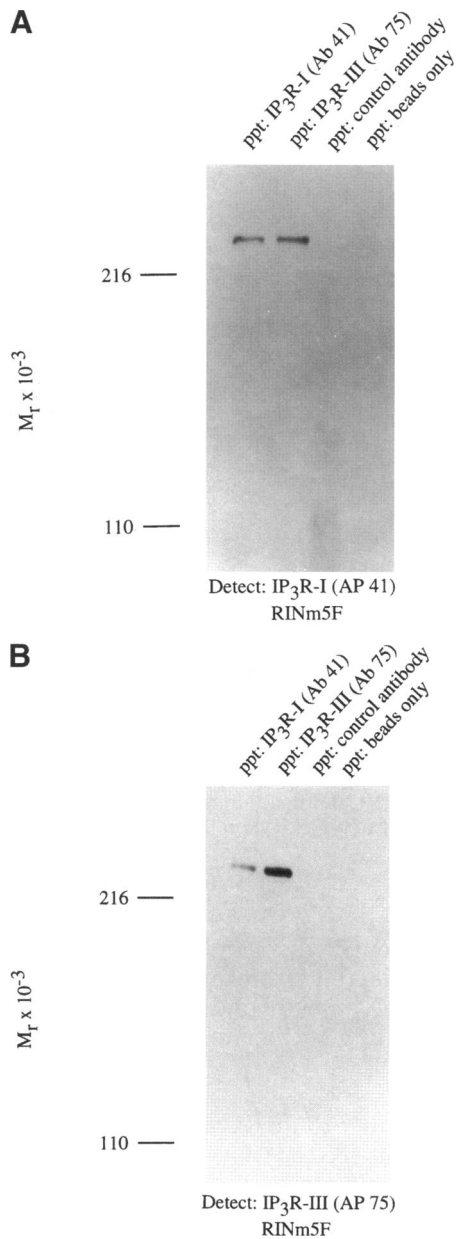 A
ppt: IP3R-I (Ab 41)
ppt: IP3R-III (Ab 75)
ppt: control antibody
ppt: beads only
216
110
Mr x 10-3
Detect: IP3R-I (AP 41)
RINm5F
B
ppt: IP3R-I (Ab 41)
ppt: IP3R-III (Ab 75)
ppt: control antibody
ppt: beads only
216
110
Mr x 10-3
Detect: IP3R-III (AP 75)
RINm5F